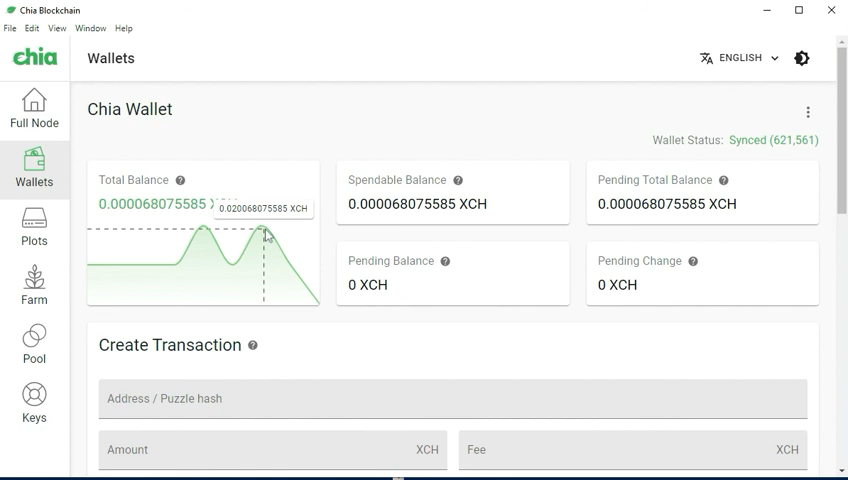 Chia Blockchain
File Edit View Window Help
chia
Wallets
ENGLISH
Full Node
Wallets
Plots
Farm
Pool
Keys
Chia Wallet
Wallet Status: Synced (621,561)
Total Balance
0.000068075585
0.020068075585 XCH
Spendable Balance
0.000068075585 XCH
Pending Total Balance
0.000068075585 XCH
Pending Balance
0 XCH
Pending Change
0 XCH
Create Transaction
Address / Puzzle hash
Amount XCH
Fee XCH